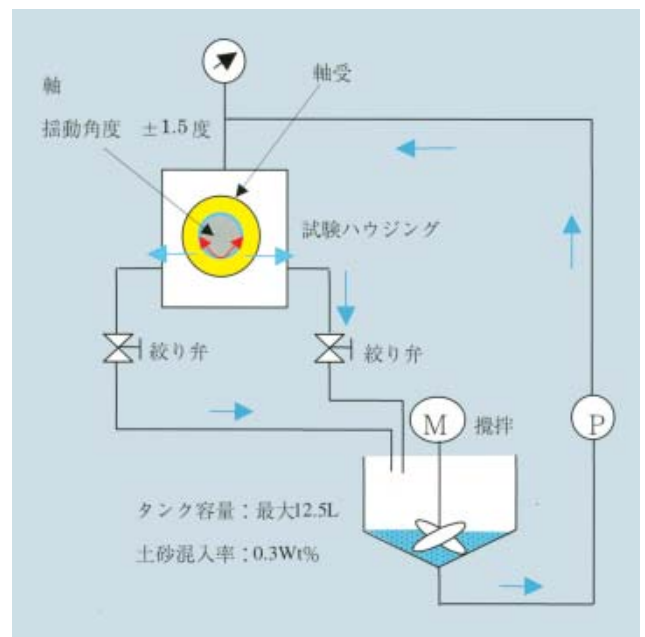 軸受
軸
揺動角度 ±1.5度
試験ハウジング
絞り弁
絞り弁
M
攪拌
P
タンク容量：最大12.5L
土砂混入率：0.3Wt%